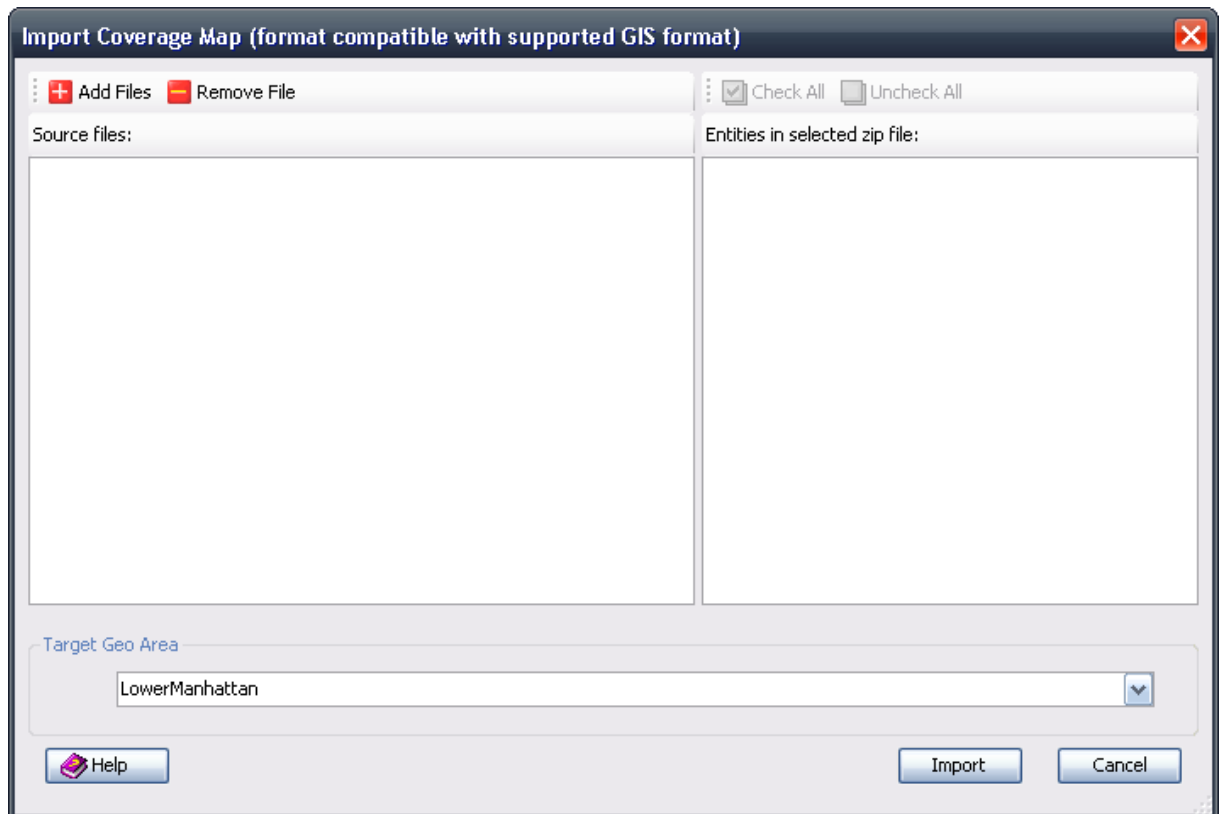 Import Coverage Map (format compatible with supported GIS format)
Add Files Remove File
Check All Uncheck All
Source files:
Entities in selected zip file:
Target Geo Area
LowerManhattan
Help
Import
Cancel